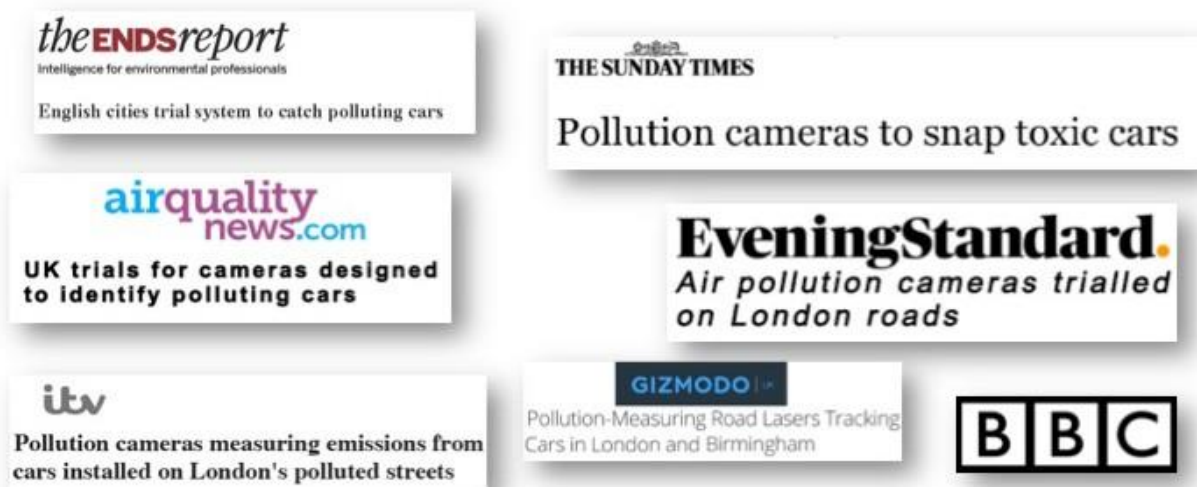 the ENDS report
Intelligence for environmental professionals
English cities trial system to catch polluting cars
THE SUNDAY TIMES
Pollution cameras to snap toxic cars
airquality
news.com
UK trials for cameras designed
to identify polluting cars
EveningStandard.
Air pollution cameras trialled
on London roads
itv
Pollution cameras measuring emissions from
cars installed on London's polluted streets
GIZMODO UK
Pollution-Measuring Road Lasers Tracking
Cars in London and Birmingham
BBC